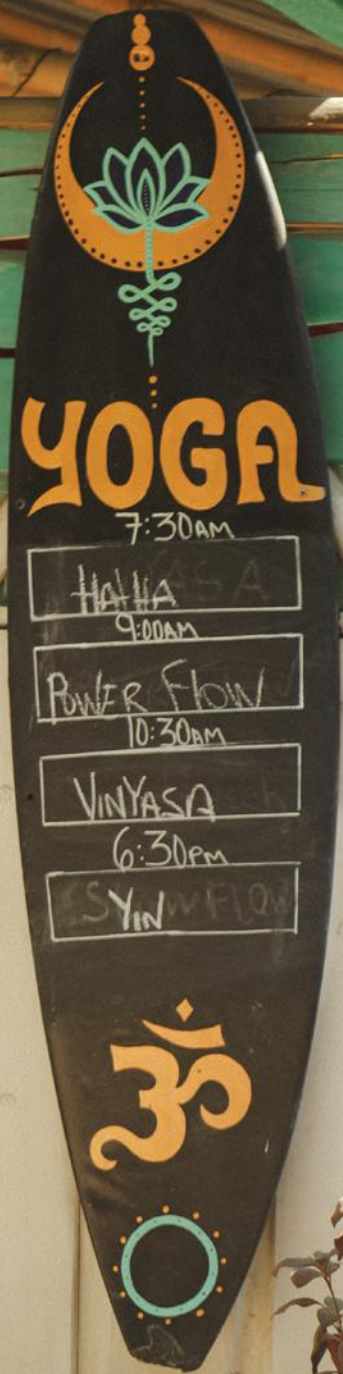 YOGA
7:30AM
HATHA
9:00AM
POWER FLOW
10:30AM
VINYASA
6:30PM
YIN
ॐ